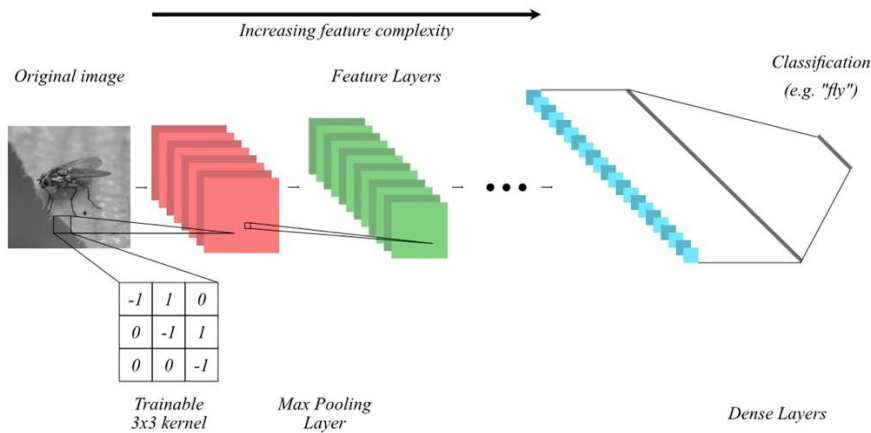 Increasing feature complexity
Original image
Feature Layers
Classification
(e.g. "fly")
-1 1 0
0 -1 1
0 0 -1
Trainable
3x3 kernel
Max Pooling
Layer
Dense Layers